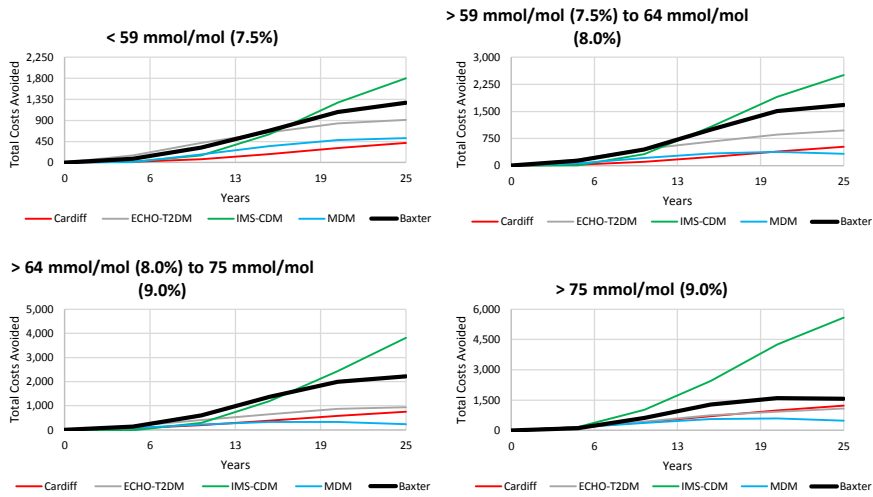 < 59 mmol/mol (7.5%)
Total Costs Avoided
2,250
1,800
1,350
900
450
0
0 6 13 19 25
Years
Cardiff ECHO-T2DM IMS-CDM MDM Baxter
> 59 mmol/mol (7.5%) to 64 mmol/mol
(8.0%)
Total Costs Avoided
3,000
2,250
1,500
750
0
0 6 13 19 25
Years
Cardiff ECHO-T2DM IMS-CDM MDM Baxter
> 64 mmol/mol (8.0%) to 75 mmol/mol
(9.0%)
Total Costs Avoided
5,000
4,000
3,000
2,000
1,000
0
0 6 13 19 25
Years
Cardiff ECHO-T2DM IMS-CDM MDM Baxter
> 75 mmol/mol (9.0%)
Total Costs Avoided
6,000
4,500
3,000
1,500
0
0 6 13 19 25
Years
Cardiff ECHO-T2DM IMS-CDM MDM Baxter